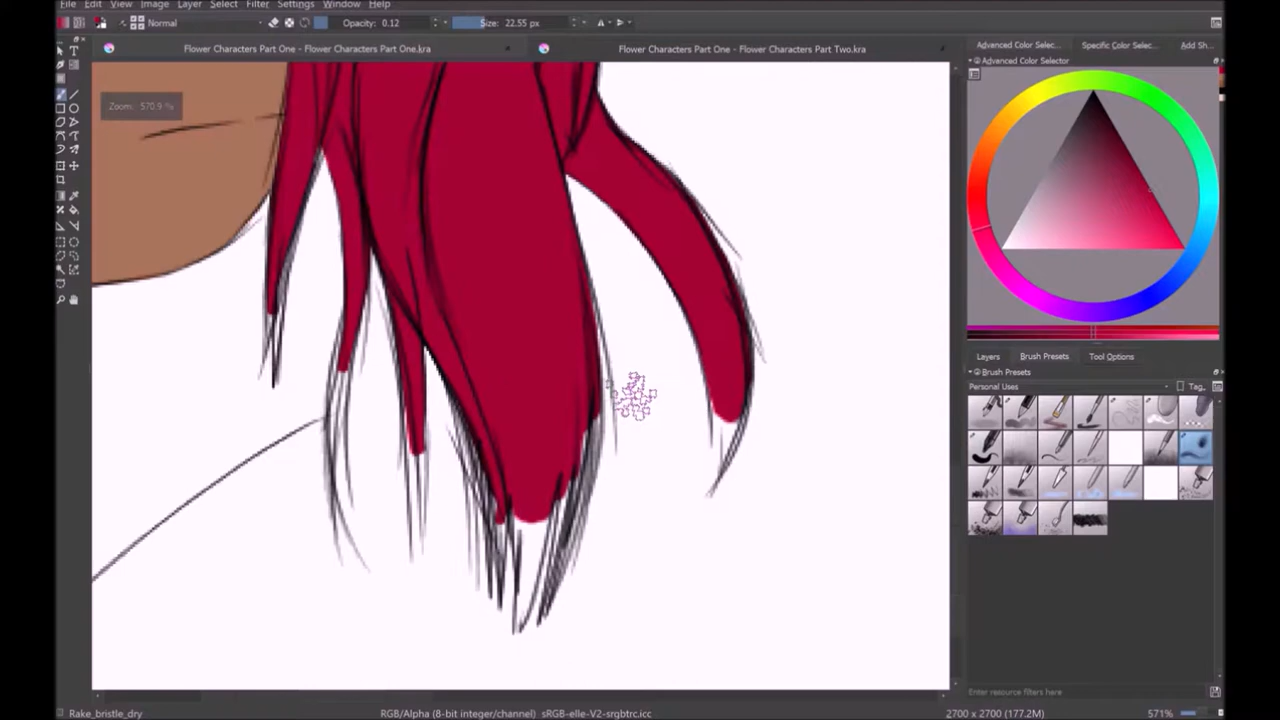 File Edit View Image Layer Select Filter Settings Window Help
Normal Opacity: 0.12 Size: 22.55 px
Flower Characters Part One - Flower Characters Part One.kra
Flower Characters Part One - Flower Characters Part Two.kra
Advanced Color Selec... Specific Color Selec... Add Sh...
Advanced Color Selector
Zoom: 570.9 %
Layers Brush Presets Tool Options
Brush Presets
Personal Uses Tag
Enter resource filters here
Rake_bristle_dry RGB/Alpha (8-bit integer/channel) sRGB-elle-V2-srgbtrc.icc 2700 x 2700 (177.2M) 571%